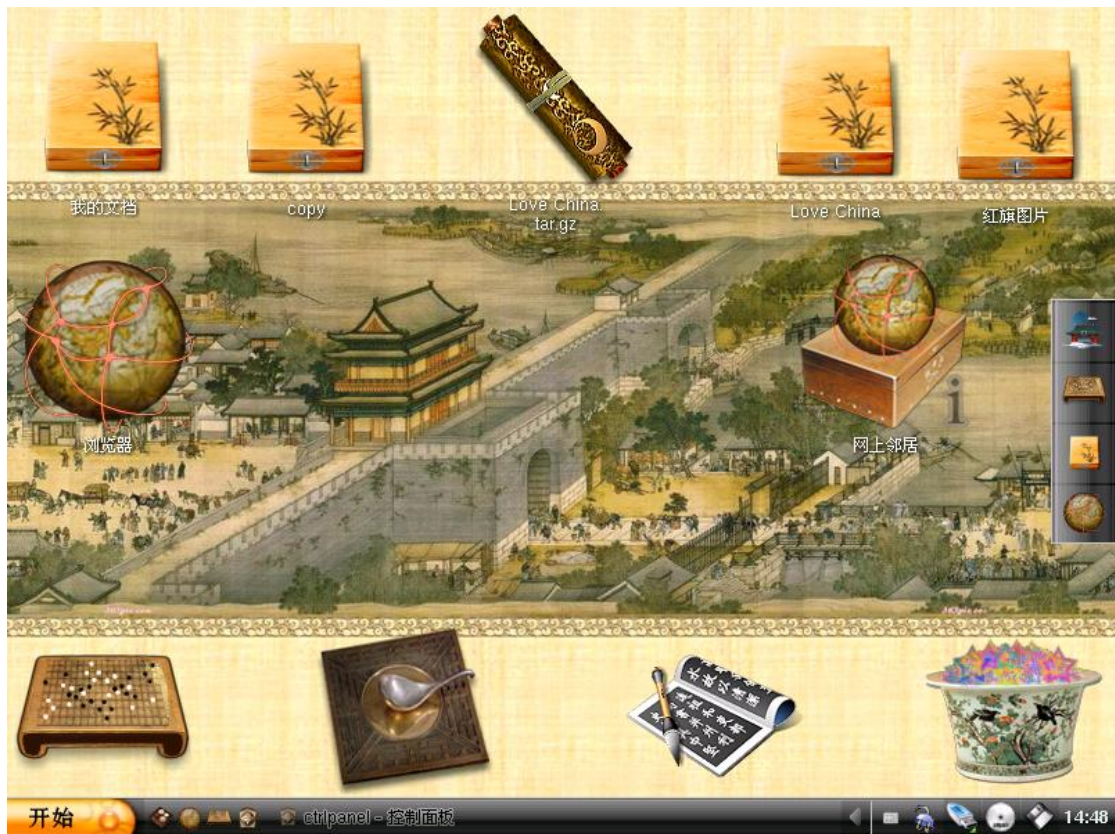 我的文档
copy
Love China.
tar.gz
Love China
红旗图片
浏览器
网上邻居
开始
ctrlpanel - 控制面板
14:48